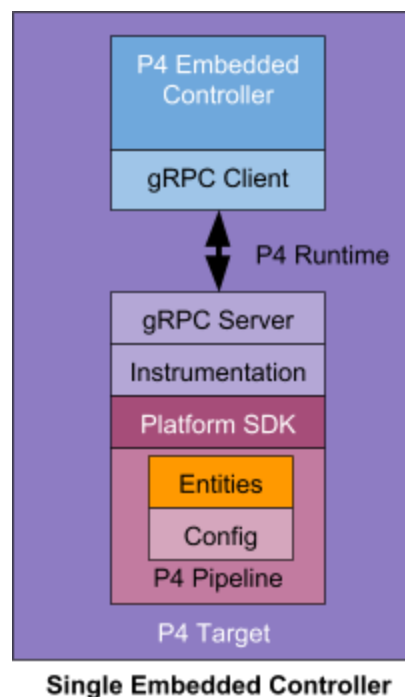 P4 Embedded
Controller
gRPC Client
P4 Runtime
gRPC Server
Instrumentation
Platform SDK
Entities
Config
P4 Pipeline
P4 Target
Single Embedded Controller